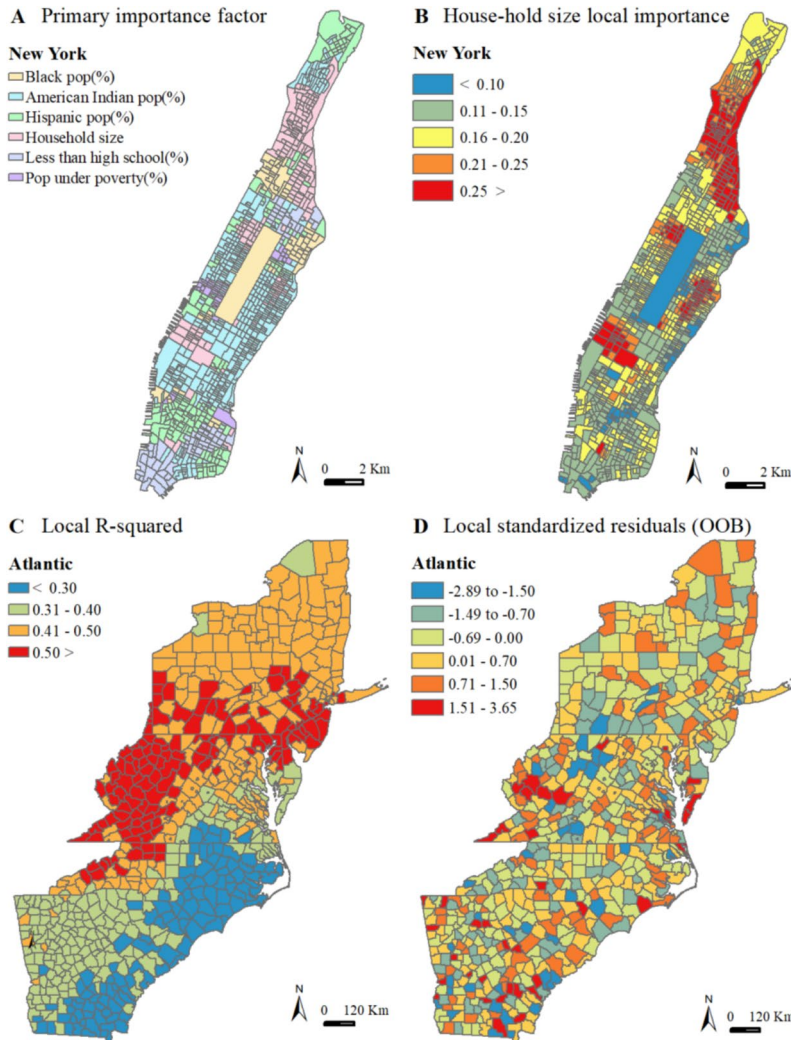 A Primary importance factor
New York
Black pop(%)
American Indian pop(%)
Hispanic pop(%)
Household size
Less than high school(%)
Pop under poverty(%)
N
0 2 Km
B House-hold size local importance
New York
< 0.10
0.11 - 0.15
0.16 - 0.20
0.21 - 0.25
0.25 >
N
0 2 Km
C Local R-squared
Atlantic
< 0.30
0.31 - 0.40
0.41 - 0.50
0.50 >
N
0 120 Km
D Local standardized residuals (OOB)
Atlantic
-2.89 to -1.50
-1.49 to -0.70
-0.69 - 0.00
0.01 - 0.70
0.71 - 1.50
1.51 - 3.65
N
0 120 Km